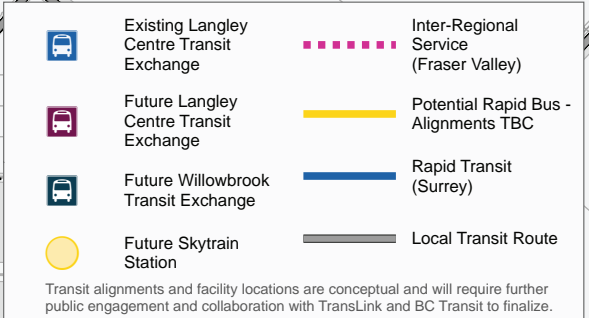 Existing Langley
Centre Transit
Exchange
Future Langley
Centre Transit
Exchange
Future Willowbrook
Transit Exchange
Future Skytrain
Station
Inter-Regional
Service
(Fraser Valley)
Potential Rapid Bus -
Alignments TBC
Rapid Transit
(Surrey)
Local Transit Route
Transit alignments and facility locations are conceptual and will require further
public engagement and collaboration with TransLink and BC Transit to finalize.